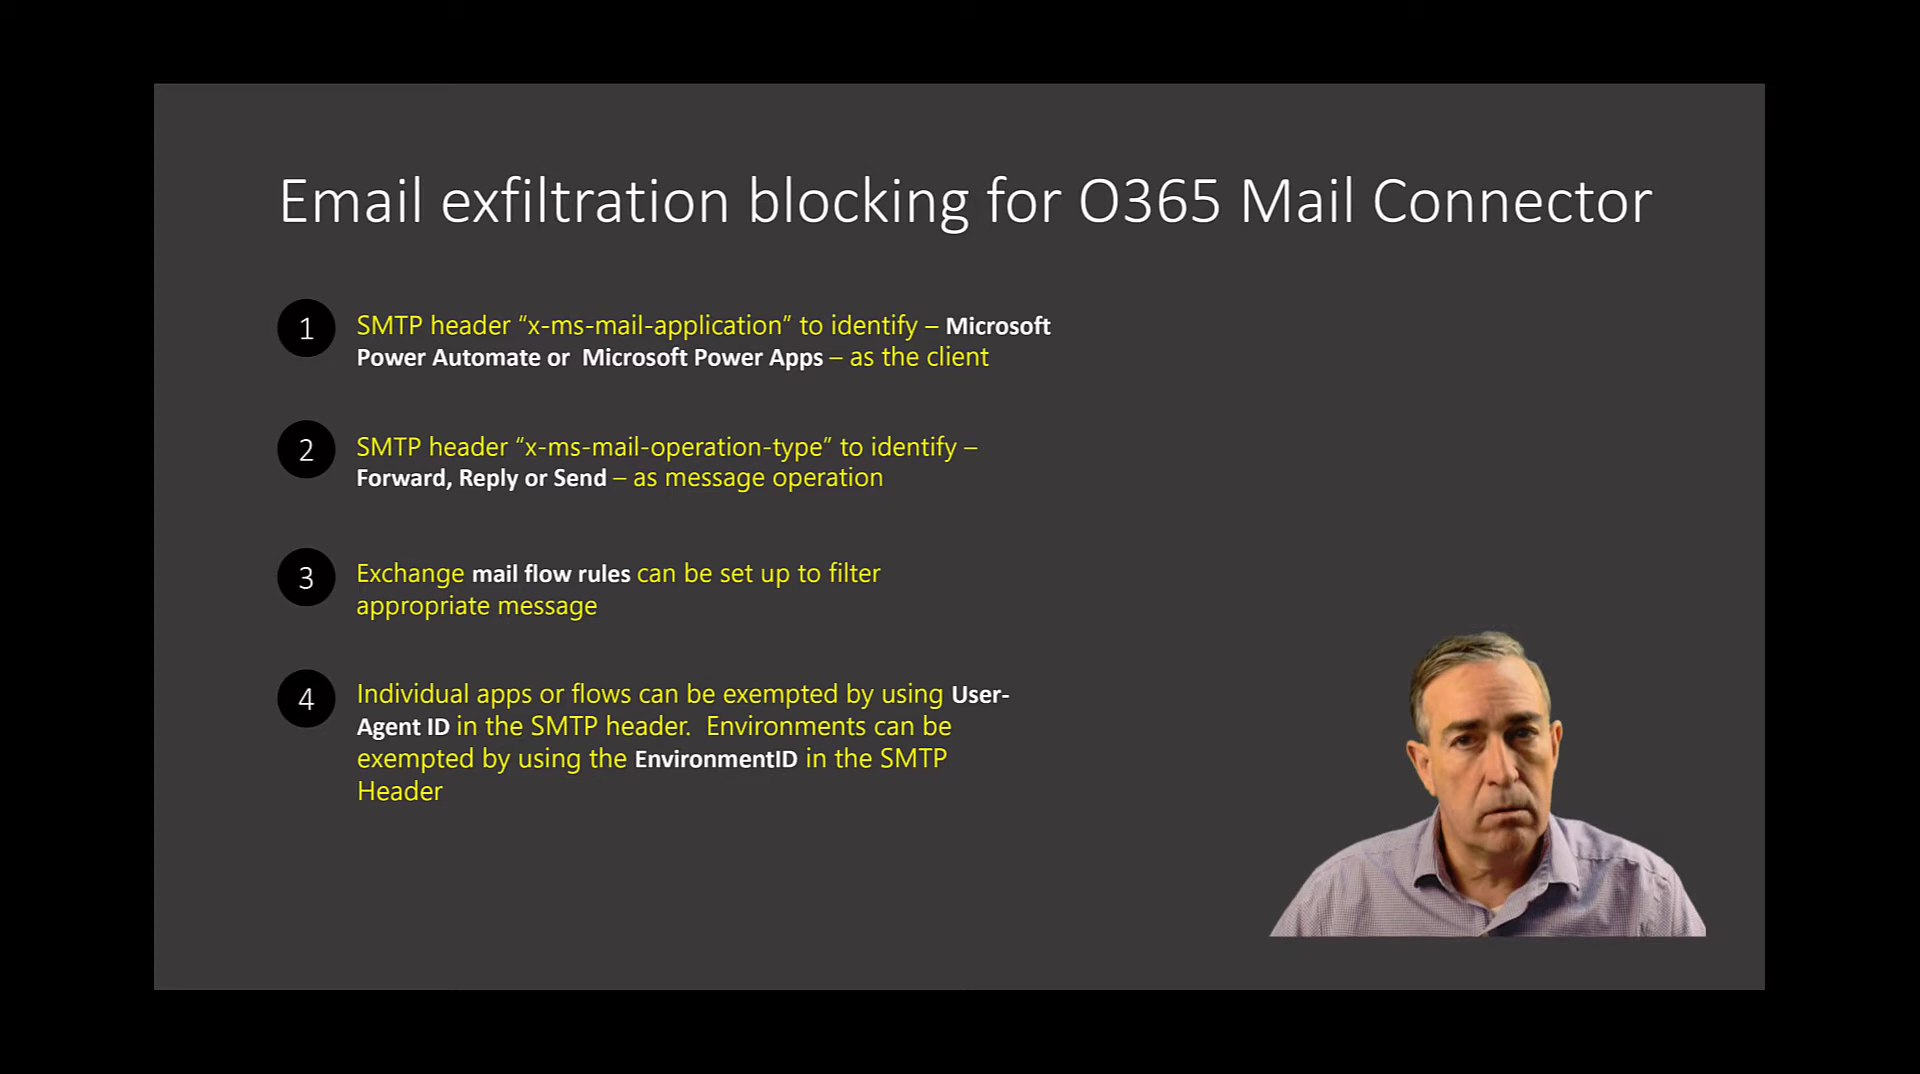 Email exfiltration blocking for O365 Mail Connector
1
SMTP header “x-ms-mail-application” to identify – Microsoft
Power Automate or  Microsoft Power Apps – as the client
2
SMTP header “x-ms-mail-operation-type” to identify –
Forward, Reply or Send – as message operation
3
Exchange mail flow rules can be set up to filter
appropriate message
4
Individual apps or flows can be exempted by using User-
Agent ID in the SMTP header.  Environments can be
exempted by using the EnvironmentID in the SMTP
Header